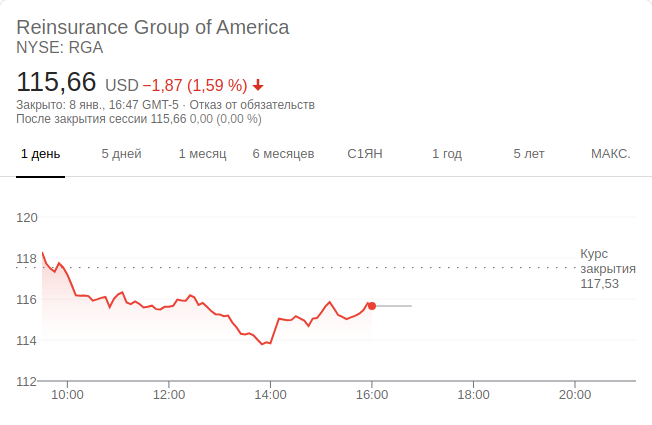 Reinsurance Group of America
NYSE: RGA
115,66 USD −1,87 (1,59 %)
Закрыто: 8 янв., 16:47 GMT-5 · Отказ от обязательств
После закрытия сессии 115,66 0,00 (0,00 %)
1 день 5 дней 1 месяц 6 месяцев С1ЯН 1 год 5 лет МАКС.
120
118
116
114
112
Курс
закрытия
117,53
10:00 12:00 14:00 16:00 18:00 20:00